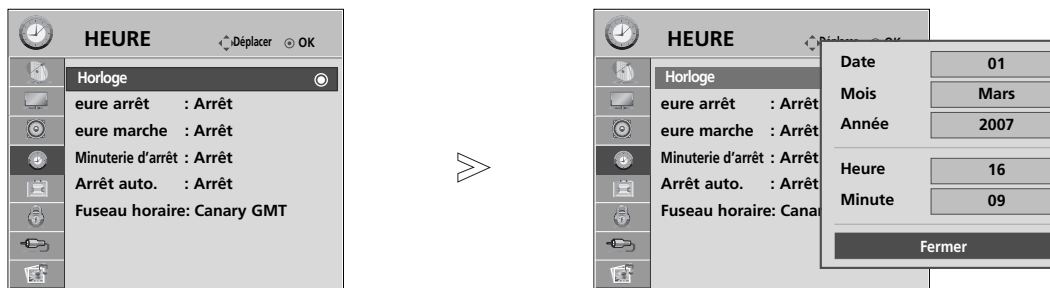 HEURE Déplacer OK
Horloge
eure arrêt : Arrêt
eure marche : Arrêt
Minuterie d'arrêt : Arrêt
Arrêt auto. : Arrêt
Fuseau horaire: Canary GMT
HEURE
Horloge
eure arrêt : Arrêt
eure marche : Arrêt
Minuterie d'arrêt : Arrêt
Arrêt auto. : Arrêt
Fuseau horaire: Canar
Date 01
Mois Mars
Année 2007
Heure 16
Minute 09
Fermer